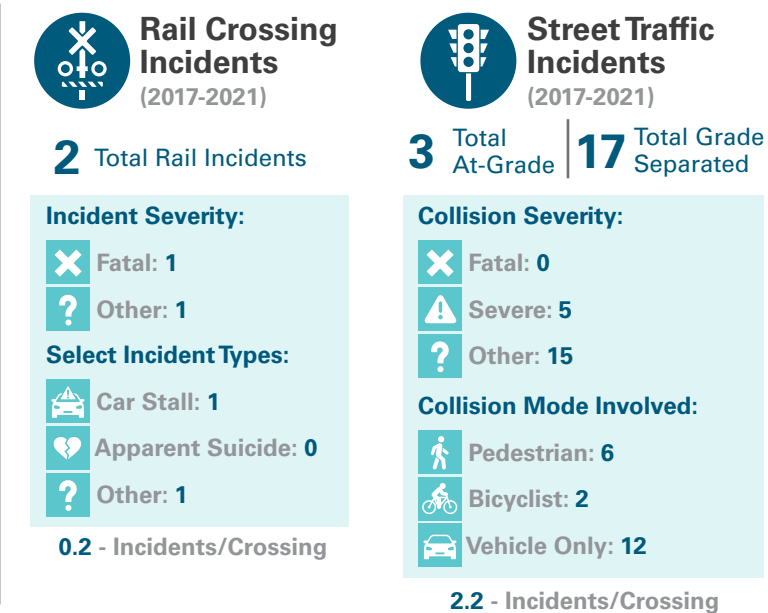 Rail Crossing
Incidents
(2017-2021)
2 Total Rail Incidents
Incident Severity:
Fatal: 1
? Other: 1
Select Incident Types:
Car Stall: 1
Apparent Suicide: 0
? Other: 1
0.2 - Incidents/Crossing
Street Traffic
Incidents
(2017-2021)
3 Total
At-Grade
17 Total Grade
Separated
Collision Severity:
Fatal: 0
Severe: 5
? Other: 15
Collision Mode Involved:
Pedestrian: 6
Bicyclist: 2
Vehicle Only: 12
2.2 - Incidents/Crossing